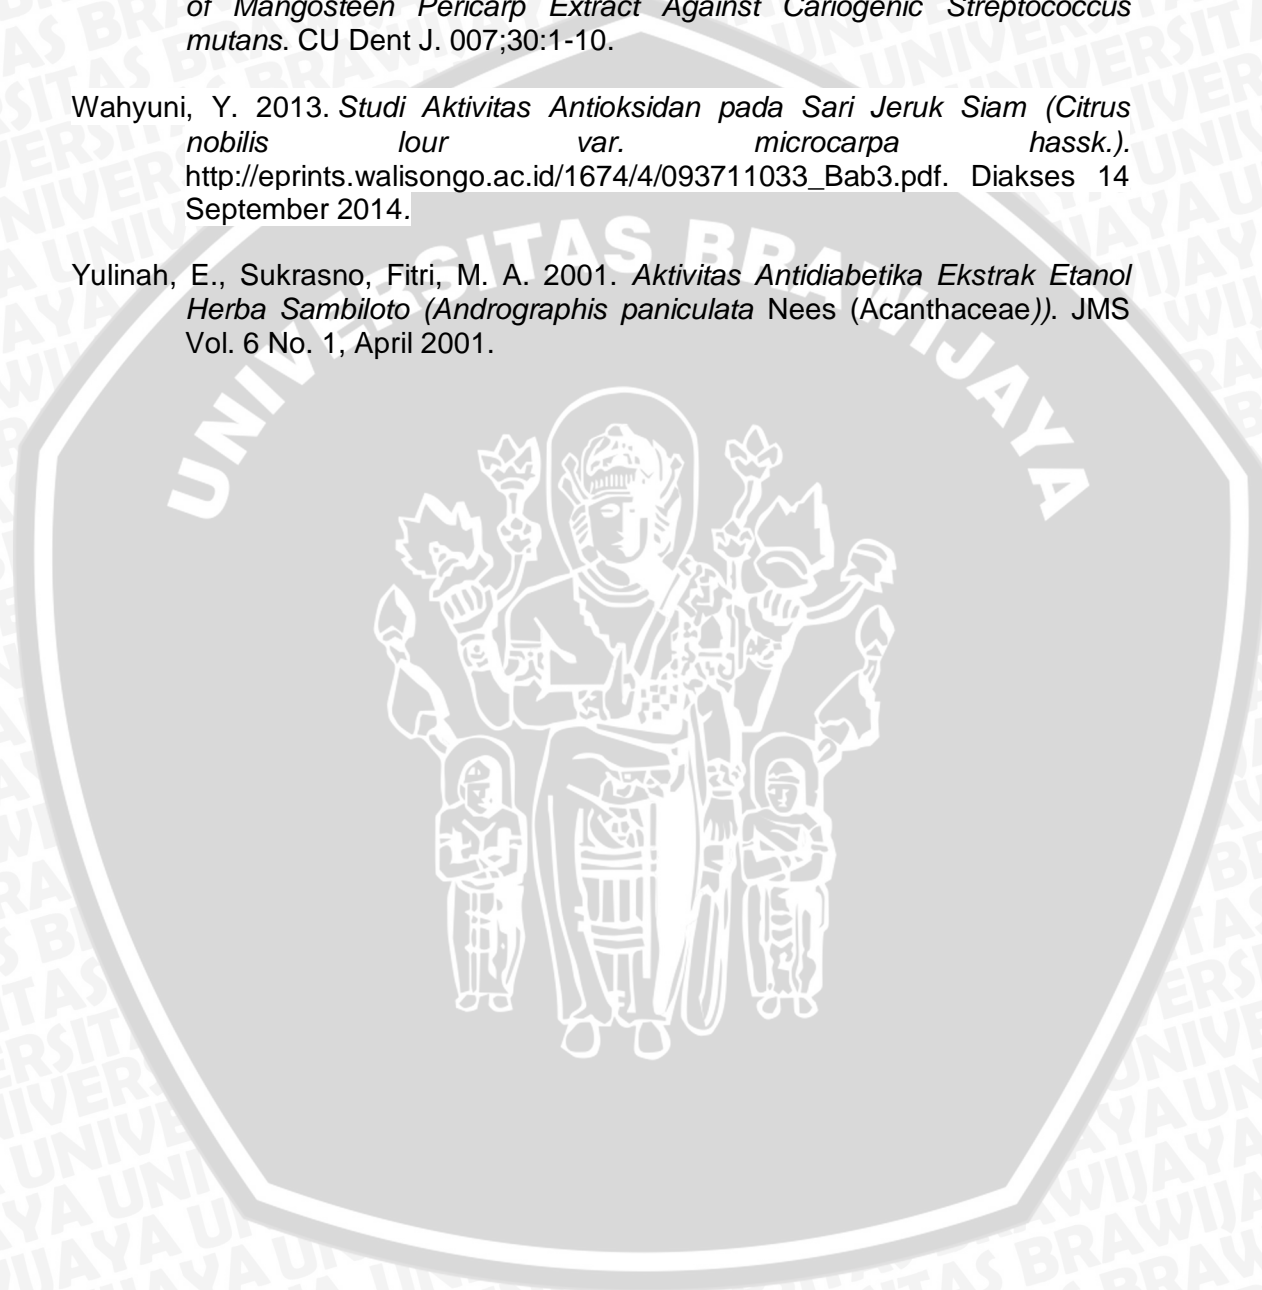 of Mangosteen Pericarp Extract Against Cariogenic Streptococcus
mutans. CU Dent J. 007;30:1-10.
Wahyuni, Y. 2013. Studi Aktivitas Antioksidan pada Sari Jeruk Siam (Citrus
nobilis lour var. microcarpa hassk.).
http://eprints.walisongo.ac.id/1674/4/093711033_Bab3.pdf. Diakses 14
September 2014.
Yulinah, E., Sukrasno, Fitri, M. A. 2001. Aktivitas Antidiabetika Ekstrak Etanol
Herba Sambiloto (Andrographis paniculata Nees (Acanthaceae)). JMS
Vol. 6 No. 1, April 2001.
UNIVERSITAS BRAWIJAYA